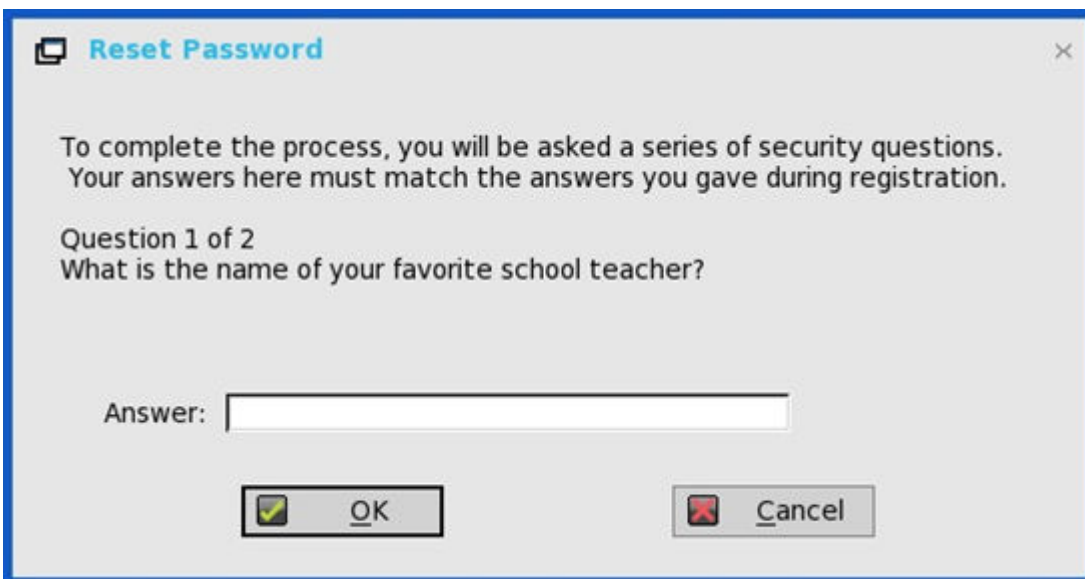 Reset Password
To complete the process, you will be asked a series of security questions.
Your answers here must match the answers you gave during registration.
Question 1 of 2
What is the name of your favorite school teacher?
Answer:
OK Cancel